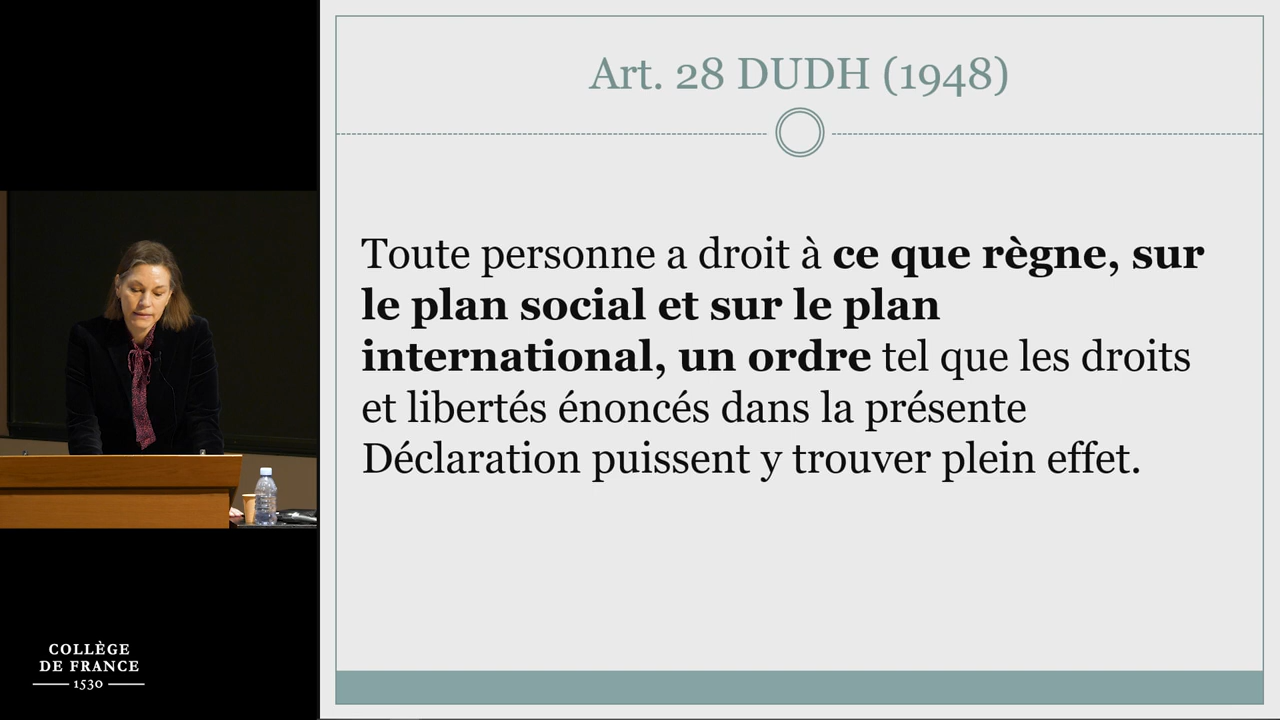 Art. 28 DUDH (1948)
Toute personne a droit à ce que règne, sur
le plan social et sur le plan
international, un ordre tel que les droits
et libertés énoncés dans la présente
Déclaration puissent y trouver plein effet.
COLLÈGE
DE FRANCE
1530